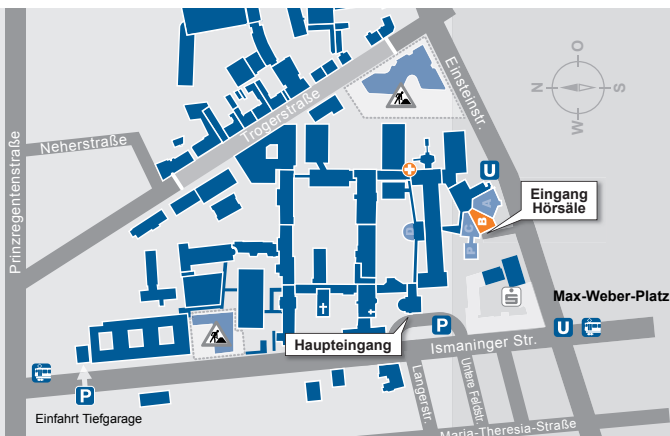 Einsteinstr.
O
N
S
W
Trogerstraße
Neherstraße
Prinzregentenstraße
U
Eingang
Hörsäle
A
B
C
P
D
Max-Weber-Platz
S
P
U
Haupteingang
Ismaninger Str.
Langerstr.
Untere Feldstr.
P
Einfahrt Tiefgarage
Maria-Theresia-Straße